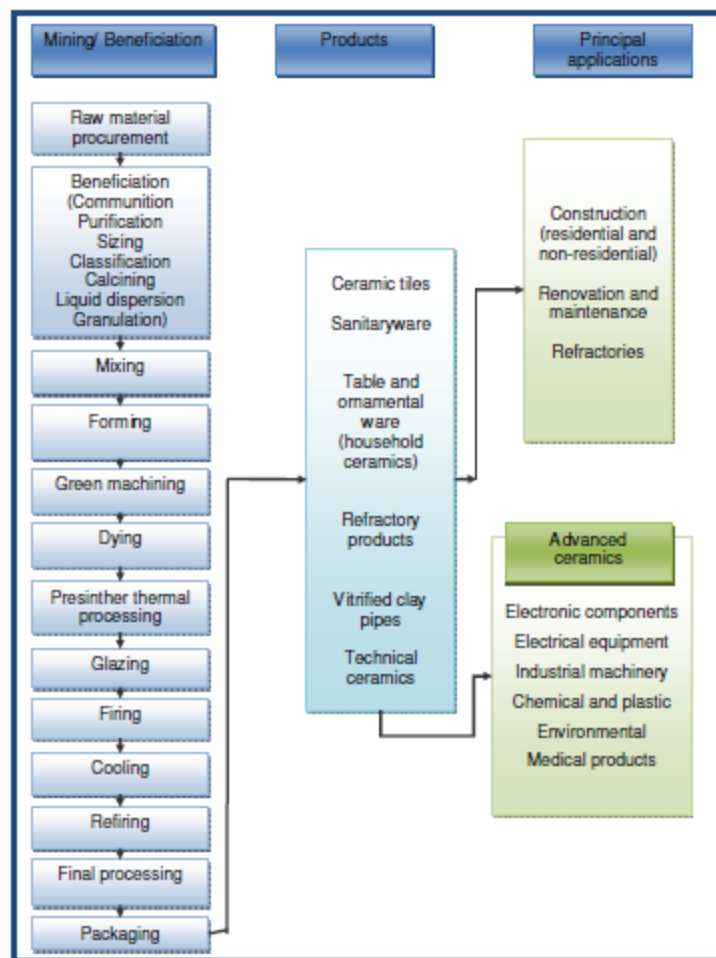 Mining/ Beneficiation
Products
Principal
applications
Raw material
procurement
Beneficiation
(Communition
Purification
Sizing
Classification
Calcining
Liquid dispersion
Granulation)
Mixing
Forming
Green machining
Dying
Presinther thermal
processing
Glazing
Firing
Cooling
Refiring
Final processing
Packaging
Ceramic tiles
Sanitaryware
Table and
ornamental
ware
(household
ceramics)
Refractory
products
Vitrified clay
pipes
Technical
ceramics
Construction
(residential and
non-residential)
Renovation and
maintenance
Refractories
Advanced
ceramics
Electronic components
Electrical equipment
Industrial machinery
Chemical and plastic
Environmental
Medical products